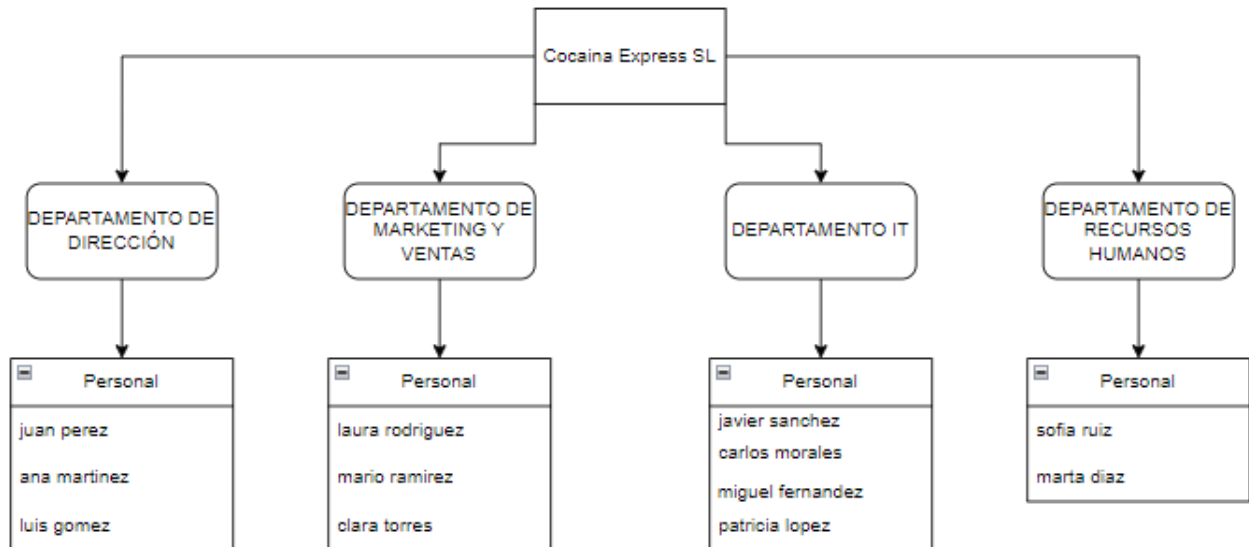 Cocaina Express SL
DEPARTAMENTO DE
DIRECCIÓN
DEPARTAMENTO DE
MARKETING Y
VENTAS
DEPARTAMENTO IT
DEPARTAMENTO DE
RECURSOS
HUMANOS
Personal
juan perez
ana martinez
luis gomez
Personal
laura rodriguez
mario ramirez
clara torres
Personal
javier sanchez
carlos morales
miguel fernandez
patricia lopez
Personal
sofia ruiz
marta diaz